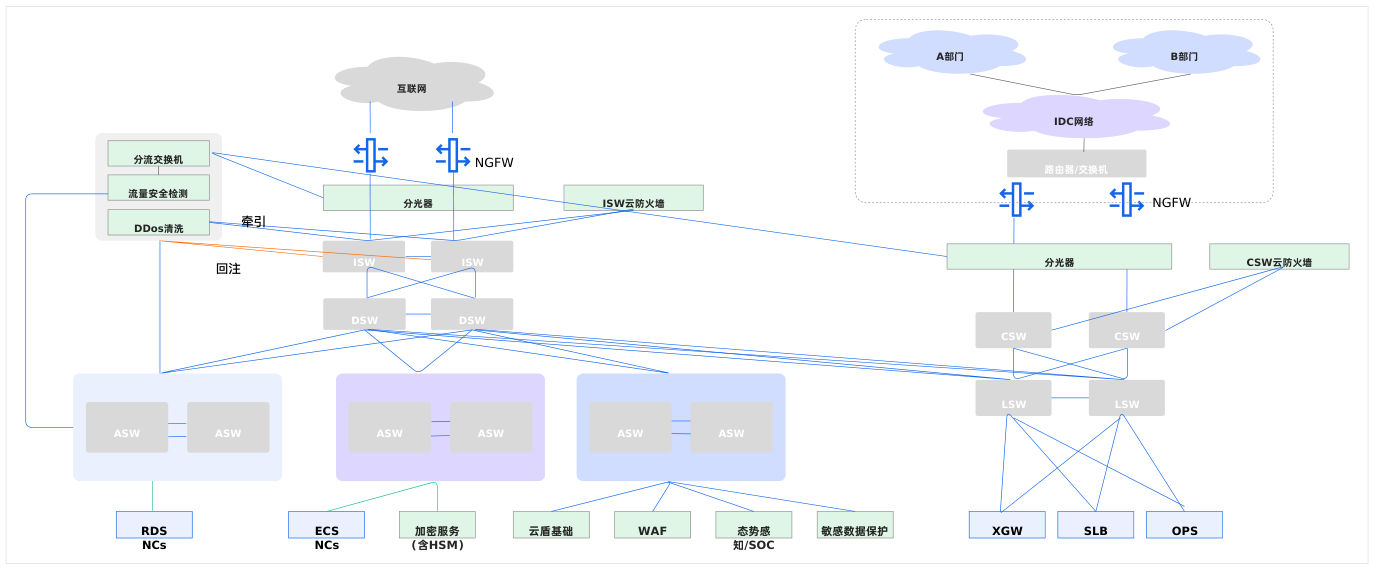 A部门
B部门
互联网
IDC网络
分流交换机
NGFW
路由器/交换机
流量安全检测
分光器
ISW云防火墙
NGFW
DDos清洗
牵引
回注
ISW
ISW
分光器
CSW云防火墙
DSW
DSW
CSW
CSW
LSW
LSW
ASW
ASW
ASW
ASW
ASW
ASW
RDS
NCs
ECS
NCs
加密服务
(含HSM)
云盾基础
WAF
态势感
知/SOC
敏感数据保护
XGW
SLB
OPS